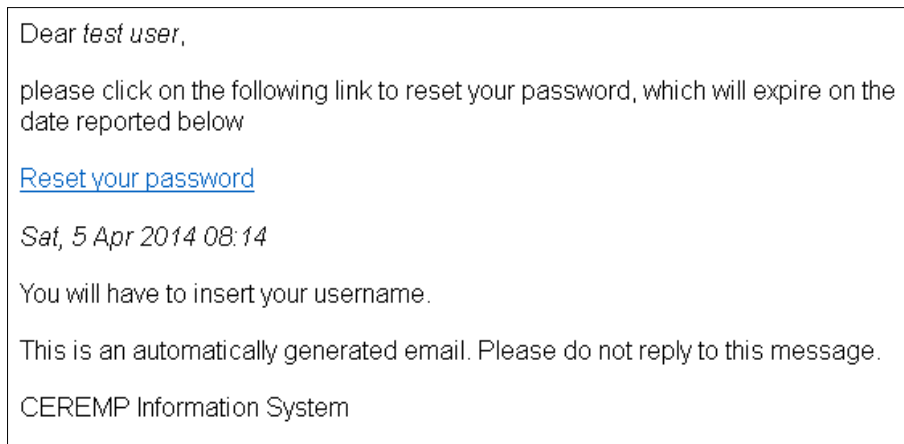 Dear test user,
please click on the following link to reset your password, which will expire on the
date reported below
Reset your password
Sat, 5 Apr 2014 08:14
You will have to insert your username.
This is an automatically generated email. Please do not reply to this message.
CEREMP Information System